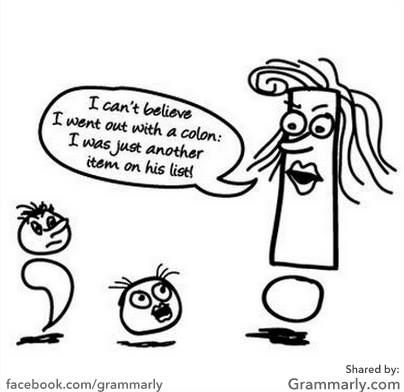 I can't believe
I went out with a colon:
I was just another
item on his list!
Shared by:
facebook.com/grammarly
Grammarly.com